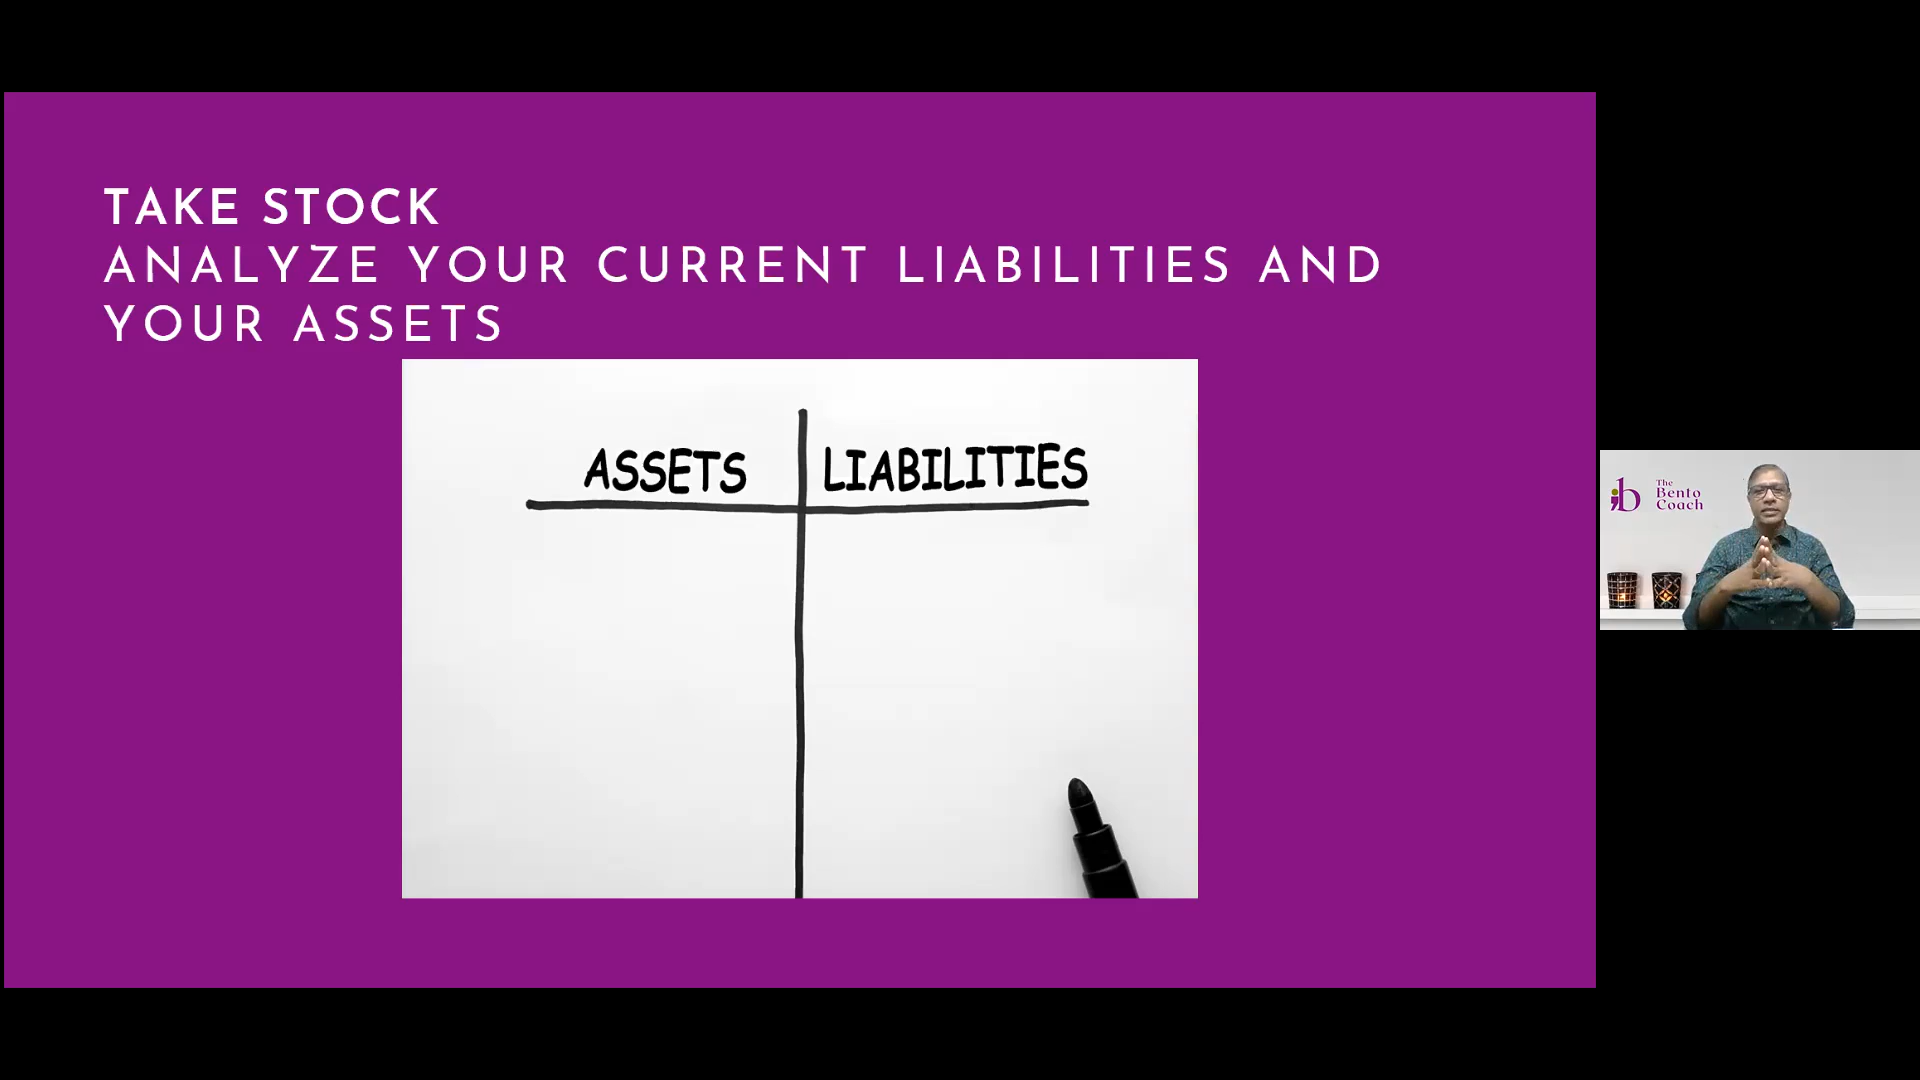 TAKE STOCK
ANALYZE YOUR CURRENT LIABILITIES AND
YOUR ASSETS
ASSETS
LIABILITIES
b
The
Bento
Coach